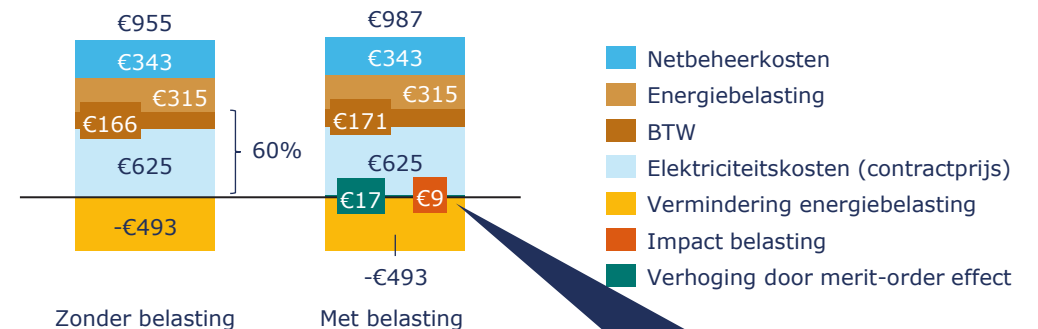 €955
€987
€343
€343
€315
€315
€166
€171
60%
€625
€625
€17
€9
-€493
-€493
Zonder belasting
Met belasting
Netbeheerkosten
Energiebelasting
BTW
Elektriciteitskosten (contractprijs)
Vermindering energiebelasting
Impact belasting
Verhoging door merit-order effect